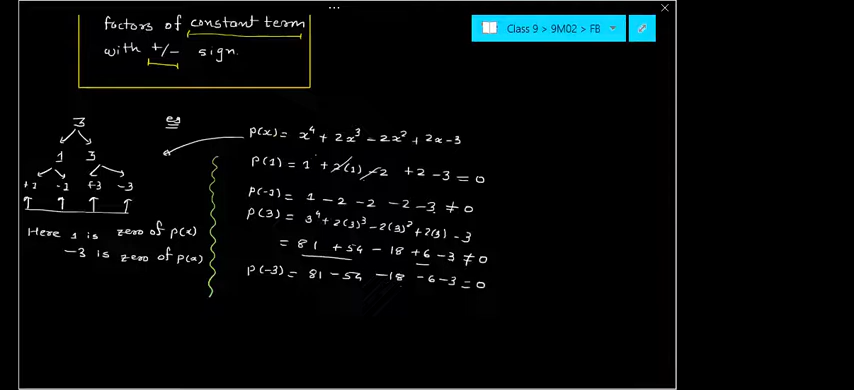 factors of constant term
with +/- sign.
Class 9 > 9M02 > FB
3
1 3
+1 -1 +3 -3
Here 1 is zero of p(x)
-3 is zero of p(x)
eg
p(x) = x⁴ + 2x³ - 2x² + 2x - 3
p(1) = 1 + 2(1) - 2 + 2 - 3 = 0
p(-1) = 1 - 2 - 2 - 2 - 3 ≠ 0
p(3) = 3⁴ + 2(3)³ - 2(3)² + 2(3) - 3
= 81 + 54 - 18 + 6 - 3 ≠ 0
p(-3) = 81 - 54 - 18 - 6 - 3 = 0